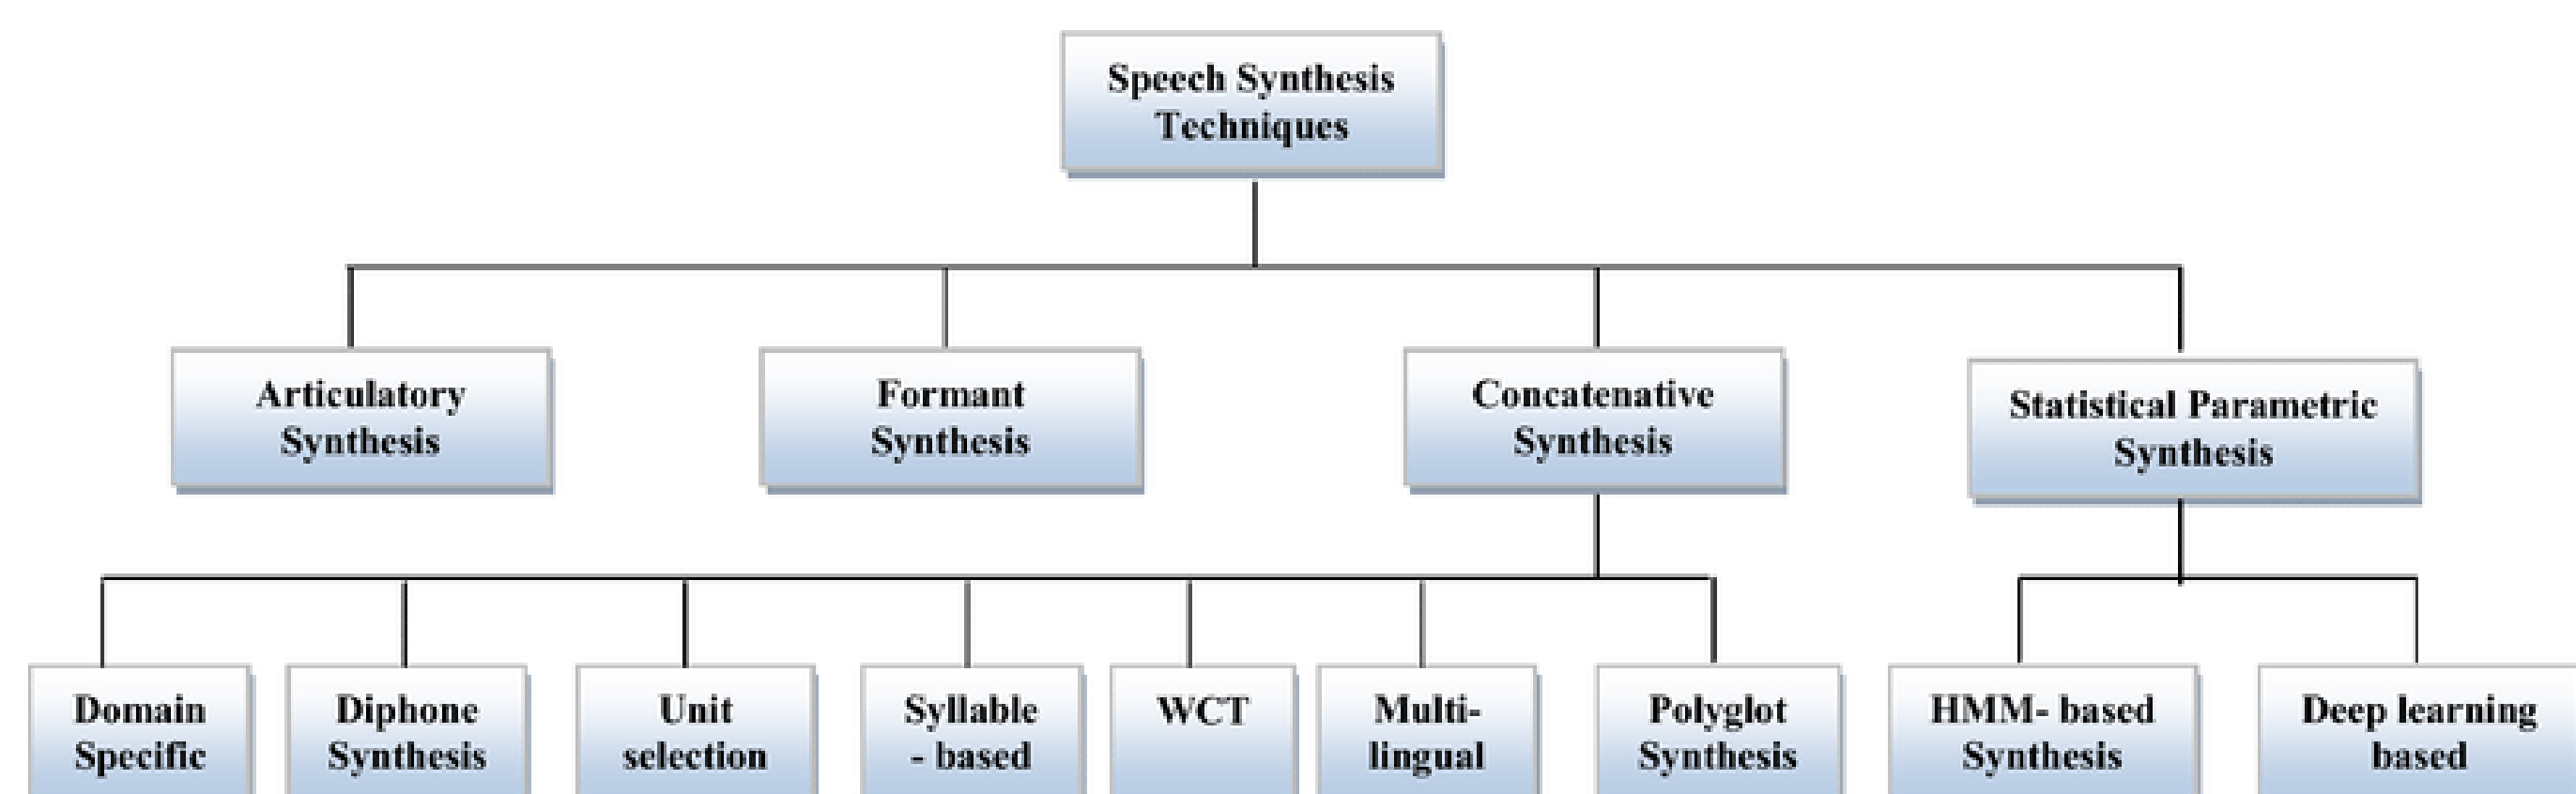 Speech Synthesis
Techniques
Articulatory
Synthesis
Formant
Synthesis
Concatenative
Synthesis
Statistical Parametric
Synthesis
Domain
Specific
Diphone
Synthesis
Unit
selection
Syllable
- based
WCT
Multi-
lingual
Polyglot
Synthesis
HMM- based
Synthesis
Deep learning
based